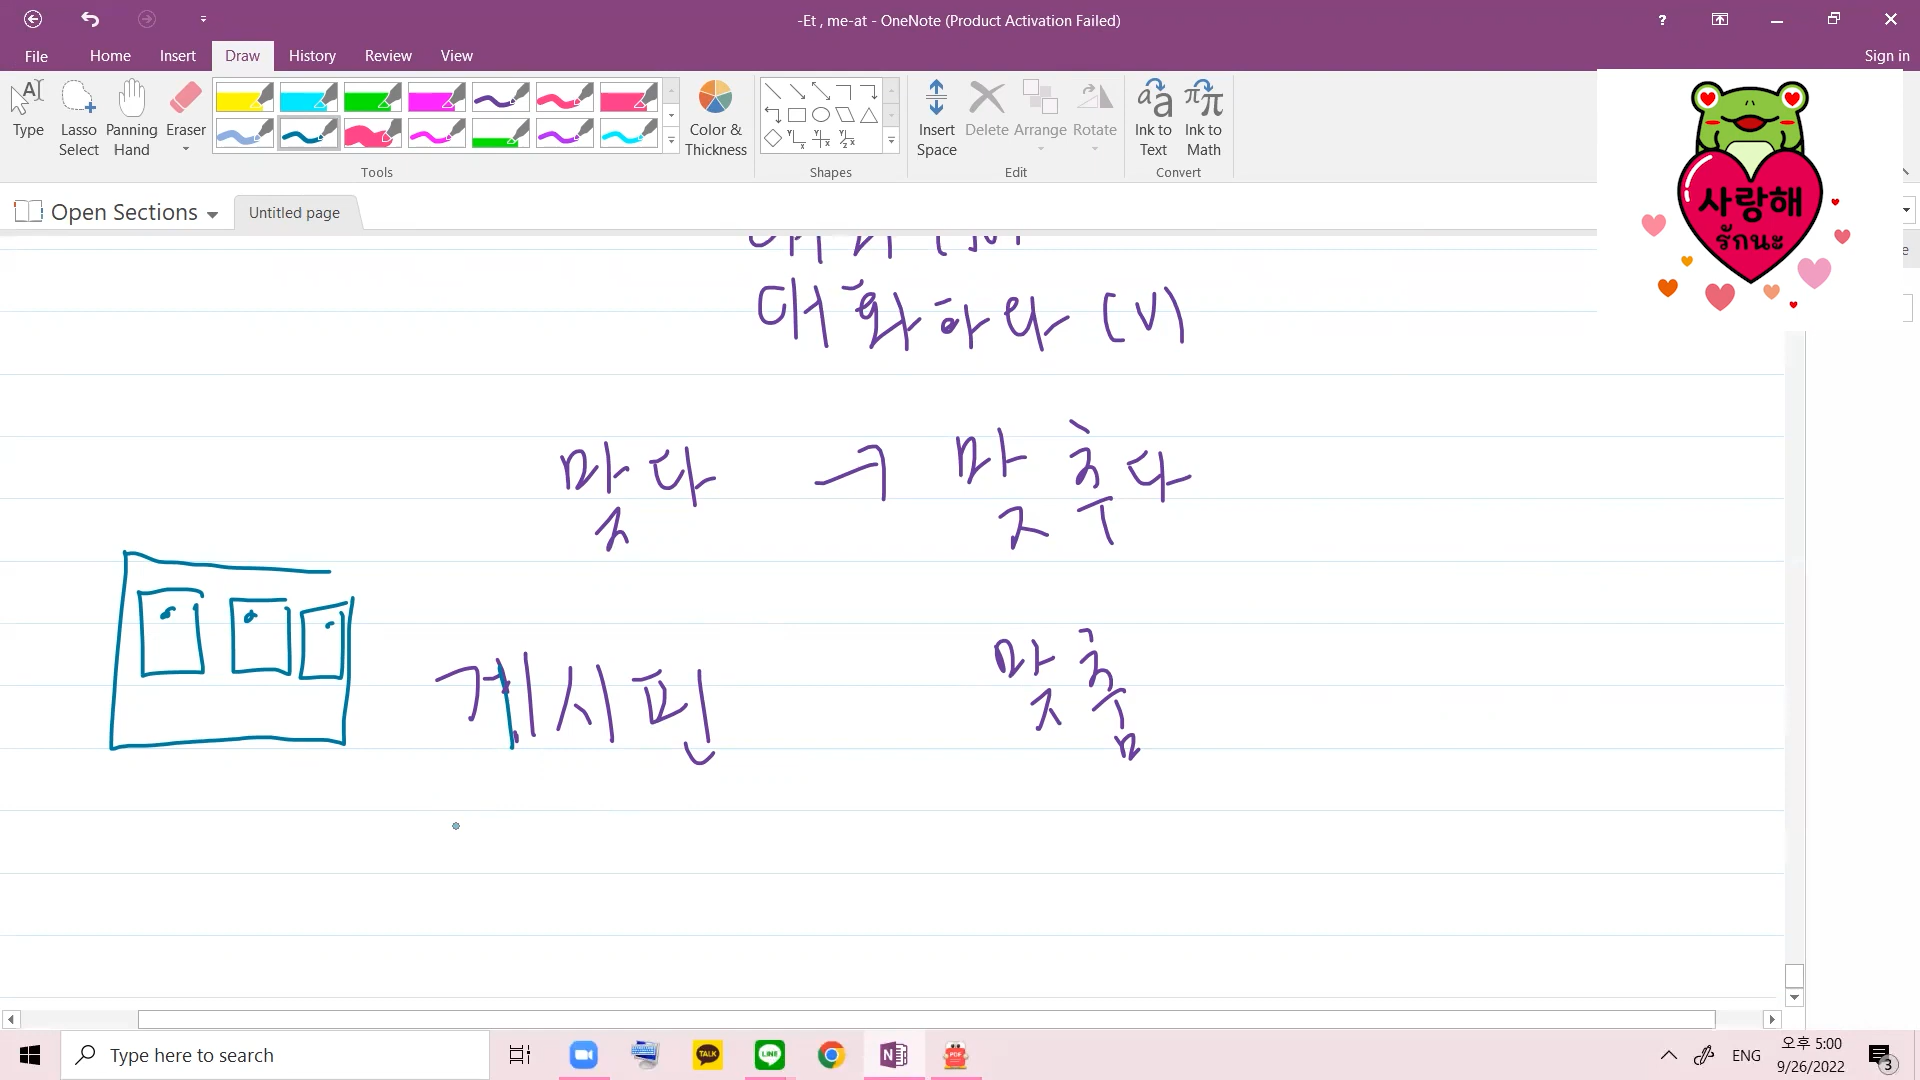 -Et , me-at - OneNote (Product Activation Failed)
?
File Home Insert Draw History Review View
Sign in
Type
Lasso Select
Panning Hand
Eraser
Color & Thickness
Insert Space
Delete
Arrange
Rotate
Ink to Text
Ink to Math
Tools
Shapes
Edit
Convert
Open Sections
Untitled page
사랑해
รักนะ
대화하다 (V)
맞다 → 맞추다
게시판
맞춤
Type here to search
TALK
LINE
N
PDF
ENG
오후 5:00
9/26/2022
3